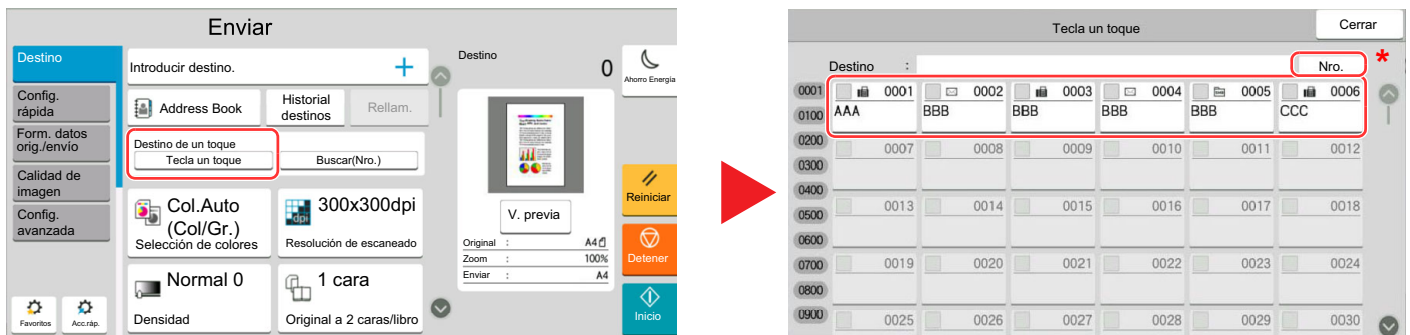 Enviar
Destino
Config.
rápida
Form. datos
orig./envío
Calidad de
imagen
Config.
avanzada
Favoritos
Acc.ráp.
Introducir destino.
+
Address Book
Historial
destinos
Rellam.
Destino de un toque
Tecla un toque
Buscar(Nro.)
Col.Auto
(Col/Gr.)
Selección de colores
300x300dpi
Resolución de escaneado
Normal 0
Densidad
1 cara
Original a 2 caras/libro
Destino
0
V. previa
Original : A4
Zoom : 100%
Enviar : A4
Ahorro Energía
Reiniciar
Detener
Inicio
Tecla un toque
Cerrar
Destino :
Nro.
*
0001
0100
0200
0300
0400
0500
0600
0700
0800
0900
0001 0002 0003 0004 0005 0006
AAA BBB BBB BBB BBB CCC
0007 0008 0009 0010 0011 0012
0013 0014 0015 0016 0017 0018
0019 0020 0021 0022 0023 0024
0025 0026 0027 0028 0029 0030